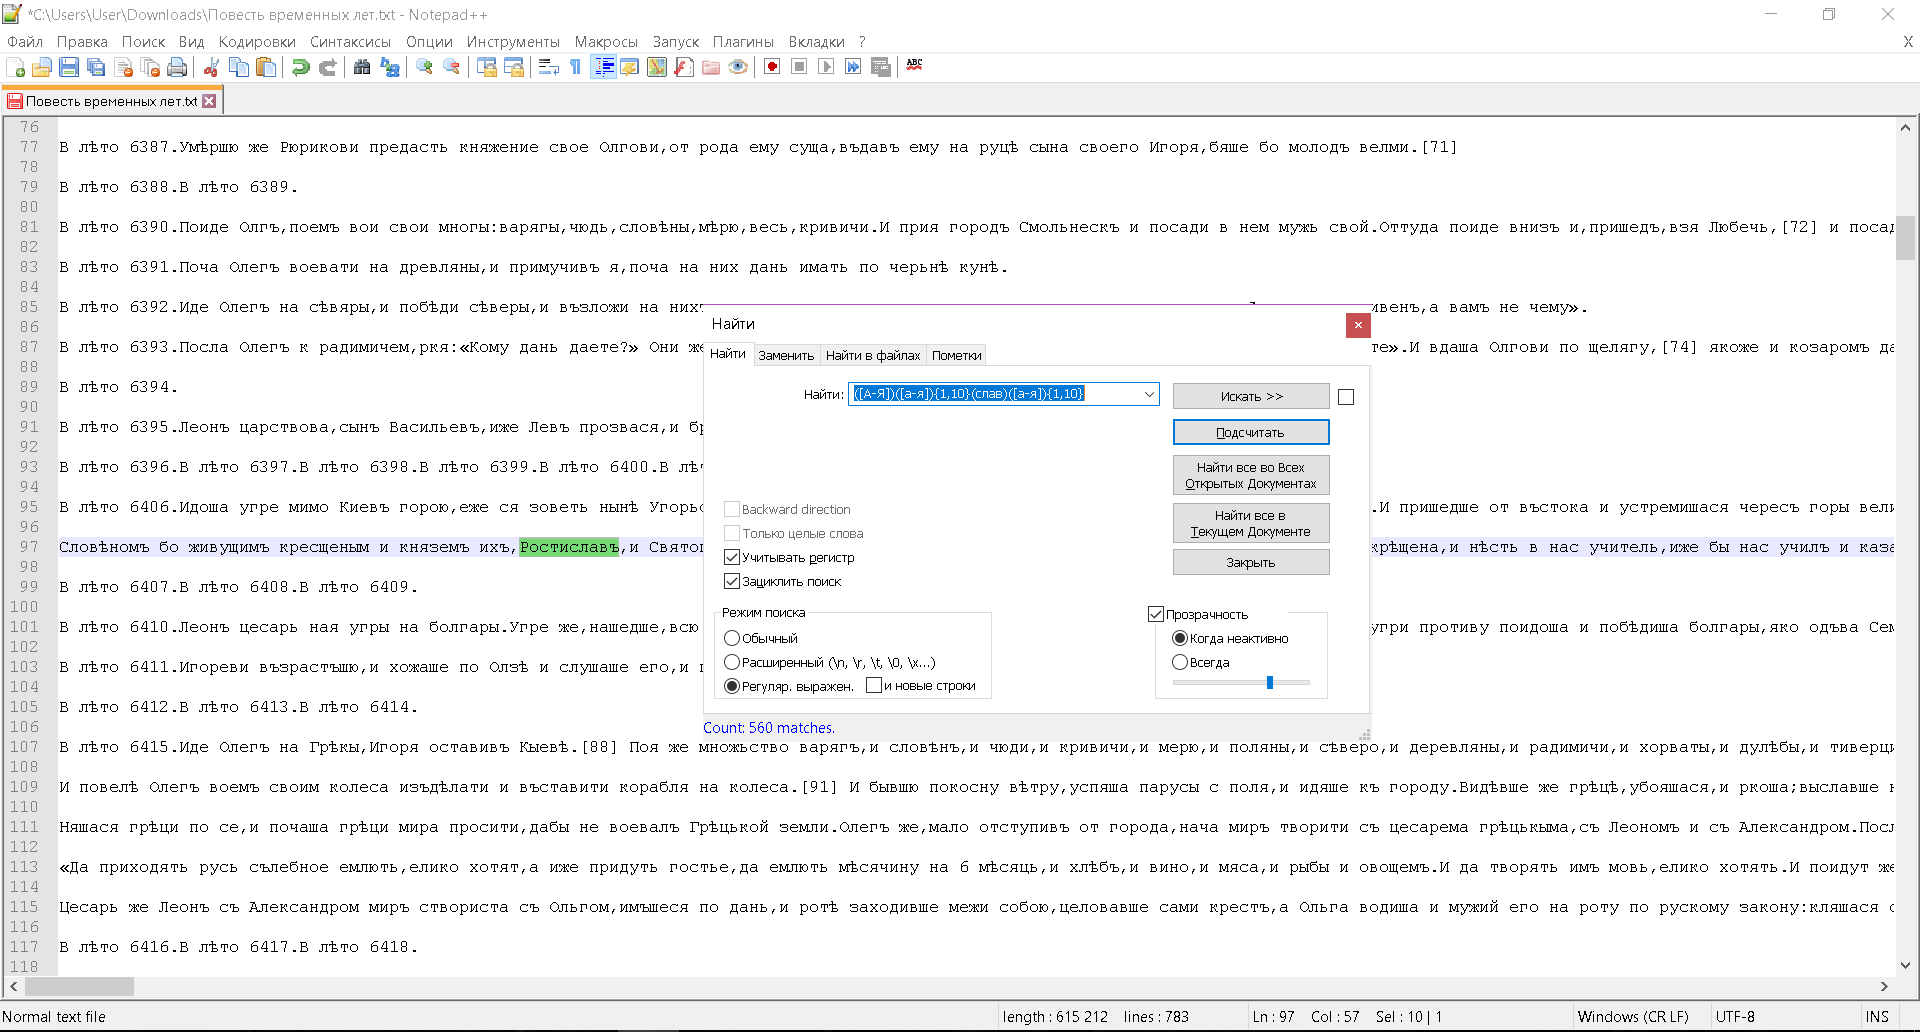 *C:\Users\User\Downloads\Повесть временных лет.txt - Notepad++
Файл Правка Поиск Вид Кодировки Синтаксисы Опции Инструменты Макросы Запуск Плагины Вкладки ? X
ABC
Повесть временных лет.txt
76
77 В лѣто 6387.Умѣршю же Рюрикови предасть княжение свое Олгови,от рода ему суща,въдавъ ему на руцѣ сына своего Игоря,бяше бо молодъ велми.[71]
78
79 В лѣто 6388.В лѣто 6389.
80
81 В лѣто 6390.Поиде Олгъ,поемъ вои свои многы:варягы,чюдь,словѣны,мѣрю,весь,кривичи.И прия городъ Смольнескъ и посади в нем мужь свой.Оттуда поиде внизъ и,пришедъ,взя Любечь,[72] и посад
82
83 В лѣто 6391.Поча Олегъ воевати на древляны,и примучивъ я,поча на них дань имать по черьнѣ кунѣ.
84
85 В лѣто 6392.Иде Олегъ на сѣвяры,и побѣди сѣверы,и възложи на нихъ ивенъ,а вамъ не чему».
86
87 В лѣто 6393.Посла Олегъ к радимичем,ркя:«Кому дань даете?» Они же те».И вдаша Олгови по щелягу,[74] якоже и козаромъ да
88
89 В лѣто 6394.
90
91 В лѣто 6395.Леонъ царствова,сынъ Васильевъ,иже Левъ прозвася,и бр
92
93 В лѣто 6396.В лѣто 6397.В лѣто 6398.В лѣто 6399.В лѣто 6400.В лѣт
94
95 В лѣто 6406.Идоша угре мимо Киевъ горою,еже ся зоветь нынѣ Угорьс .И пришедше от въстока и устремишася чересъ горы вели
96
97 Словѣномъ бо живущимъ кресщеным и княземъ ихъ,Ростиславъ,и Святоп крѣщена,и нѣсть в нас учитель,иже бы нас училъ и каза
98
99 В лѣто 6407.В лѣто 6408.В лѣто 6409.
100
101 В лѣто 6410.Леонъ цесарь ная угры на болгары.Угре же,нашедше,всю угри противу поидоша и побѣдиша болгары,яко одъва Сем
102
103 В лѣто 6411.Игореви възрастъшю,и хожаше по Олзѣ и слушаше его,и п
104
105 В лѣто 6412.В лѣто 6413.В лѣто 6414.
106
107 В лѣто 6415.Иде Олегъ на Грѣкы,Игоря оставивъ Кыевѣ.[88] Поя же множьство варягъ,и словѣнъ,и чюди,и кривичи,и мерю,и поляны,и сѣверо,и деревляны,и радимичи,и хорваты,и дулѣбы,и тиверци
108
109 И повелѣ Олегъ воемъ своим колеса изъдѣлати и въставити корабля на колеса.[91] И бывшю покосну вѣтру,успяша парусы с поля,и идяше къ городу.Видѣвше же грѣцѣ,убояшася,и ркоша;выславше к
110
111 Няшася грѣци по се,и почаша грѣци мира просити,дабы не воевалъ Грѣцькой земли.Олегъ же,мало отступивъ от города,нача миръ творити съ цесарема грѣцькыма,съ Леономъ и съ Александром.Посл
112
113 «Да приходять русь сълебное емлють,елико хотят,а иже придуть гостье,да емлють мѣсячину на 6 мѣсяць,и хлѣбъ,и вино,и мяса,и рыбы и овощемъ.И да творять имъ мовь,елико хотять.И поидут же
114
115 Цесарь же Леонъ съ Александром миръ створиста съ Ольгом,имъшеся по дань,и ротѣ заходивше межи собою,целовавше сами крестъ,а Ольга водиша и мужий его на роту по рускому закону:кляшася о
116
117 В лѣто 6416.В лѣто 6417.В лѣто 6418.
118
Найти
Найти Заменить Найти в файлах Пометки
Найти: ([А-Я])([а-я]){1,10}(слав)([а-я]){1,10}
Искать >>
Подсчитать
Найти все во Всех
Открытых Документах
Найти все в
Текущем Документе
Закрыть
Backward direction
Только целые слова
Учитывать регистр
Зациклить поиск
Режим поиска
Обычный
Расширенный (\n, \r, \t, \0, \x...)
Регуляр. выражен. и новые строки
Прозрачность
Когда неактивно
Всегда
Count: 560 matches.
Normal text file length : 615 212 lines : 783 Ln : 97 Col : 57 Sel : 10 | 1 Windows (CR LF) UTF-8 INS